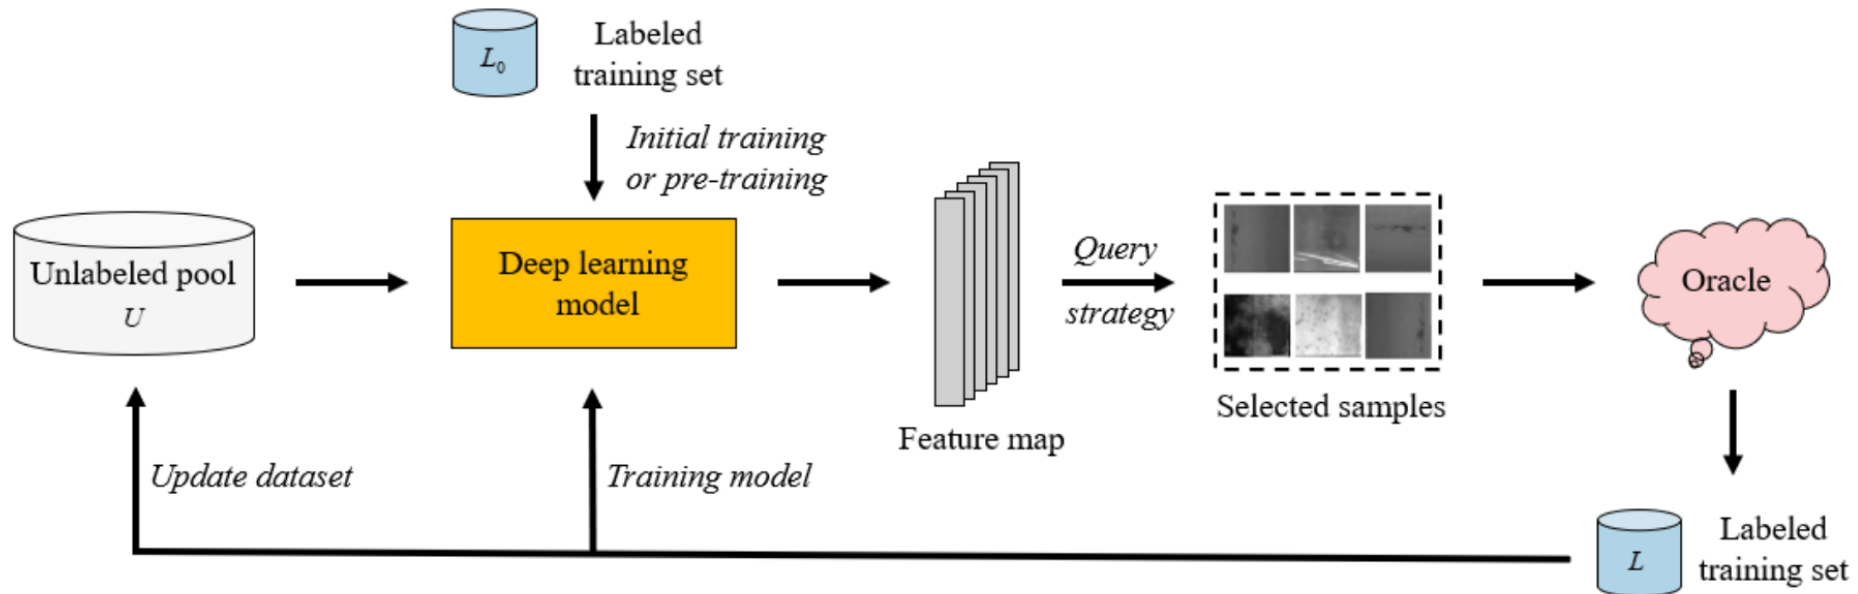 L₀
Labeled
training set
Initial training
or pre-training
Unlabeled pool
U
Deep learning
model
Feature map
Query
strategy
Selected samples
Oracle
Update dataset
Training model
L
Labeled
training set